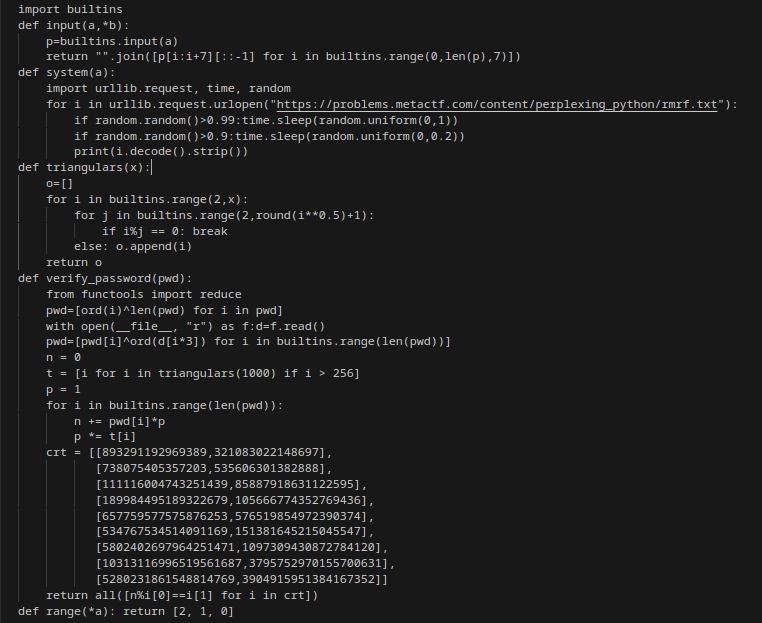 import builtins
def input(a,*b):
    p=builtins.input(a)
    return "".join([p[i:i+7][::-1] for i in builtins.range(0,len(p),7)])
def system(a):
    import urllib.request, time, random
    for i in urllib.request.urlopen("https://problems.metactf.com/content/perplexing_python/rmrf.txt"):
        if random.random()>0.99:time.sleep(random.uniform(0,1))
        if random.random()>0.9:time.sleep(random.uniform(0,0.2))
        print(i.decode().strip())
def triangulars(x):
    o=[]
    for i in builtins.range(2,x):
        for j in builtins.range(2,round(i**0.5)+1):
            if i%j == 0: break
        else: o.append(i)
    return o
def verify_password(pwd):
    from functools import reduce
    pwd=[ord(i)^len(pwd) for i in pwd]
    with open(__file__, "r") as f:d=f.read()
    pwd=[pwd[i]^ord(d[i*3]) for i in builtins.range(len(pwd))]
    n = 0
    t = [i for i in triangulars(1000) if i > 256]
    p = 1
    for i in builtins.range(len(pwd)):
        n += pwd[i]*p
        p *= t[i]
    crt = [[893291192969389,321083022148697],
           [738075405357203,535606301382888],
           [111116004743251439,85887918631122595],
           [189984495189322679,105666774352769436],
           [657759577575876253,576519854972390374],
           [534767534514091169,151381645215045547],
           [5802402697964251471,1097309430872784120],
           [10313116996519561687,3795752970155700631],
           [5280231861548814769,3904915951384167352]]
    return all([n%i[0]==i[1] for i in crt])
def range(*a): return [2, 1, 0]